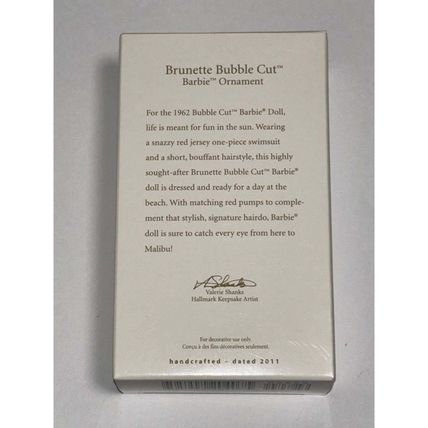 Brunette Bubble Cut™
Barbie™ Ornament
For the 1962 Bubble Cut™ Barbie® Doll,
life is meant for fun in the sun. Wearing
a snazzy red jersey one-piece swimsuit
and a short, bouffant hairstyle, this highly
sought-after Brunette Bubble Cut™ Barbie®
doll is dressed and ready for a day at the
beach. With matching red pumps to comple-
ment that stylish, signature hairdo, Barbie®
doll is sure to catch every eye from here to
Malibu!
Valerie Shanks
Hallmark Keepsake Artist
For decorative use only.
Conçu à des fins décoratives seulement.
handcrafted - dated 2011